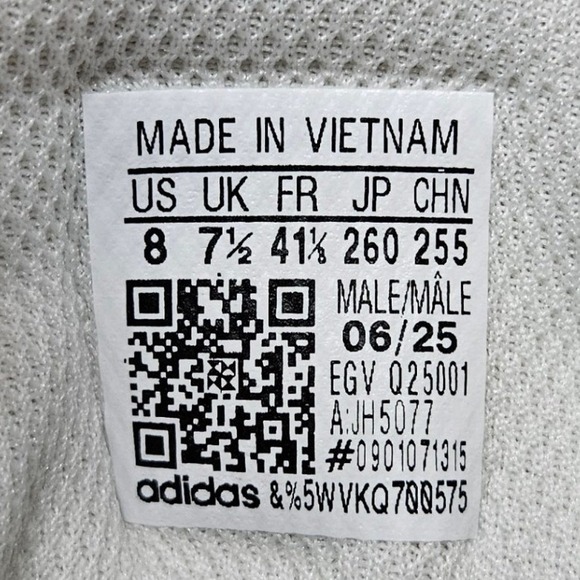 MADE IN VIETNAM
US UK FR JP CHN
8 7½ 41⅓ 260 255
MALE/MÂLE
06/25
EGV Q25001
A:JH5077
#0901071315
adidas &%5WVKQ700575